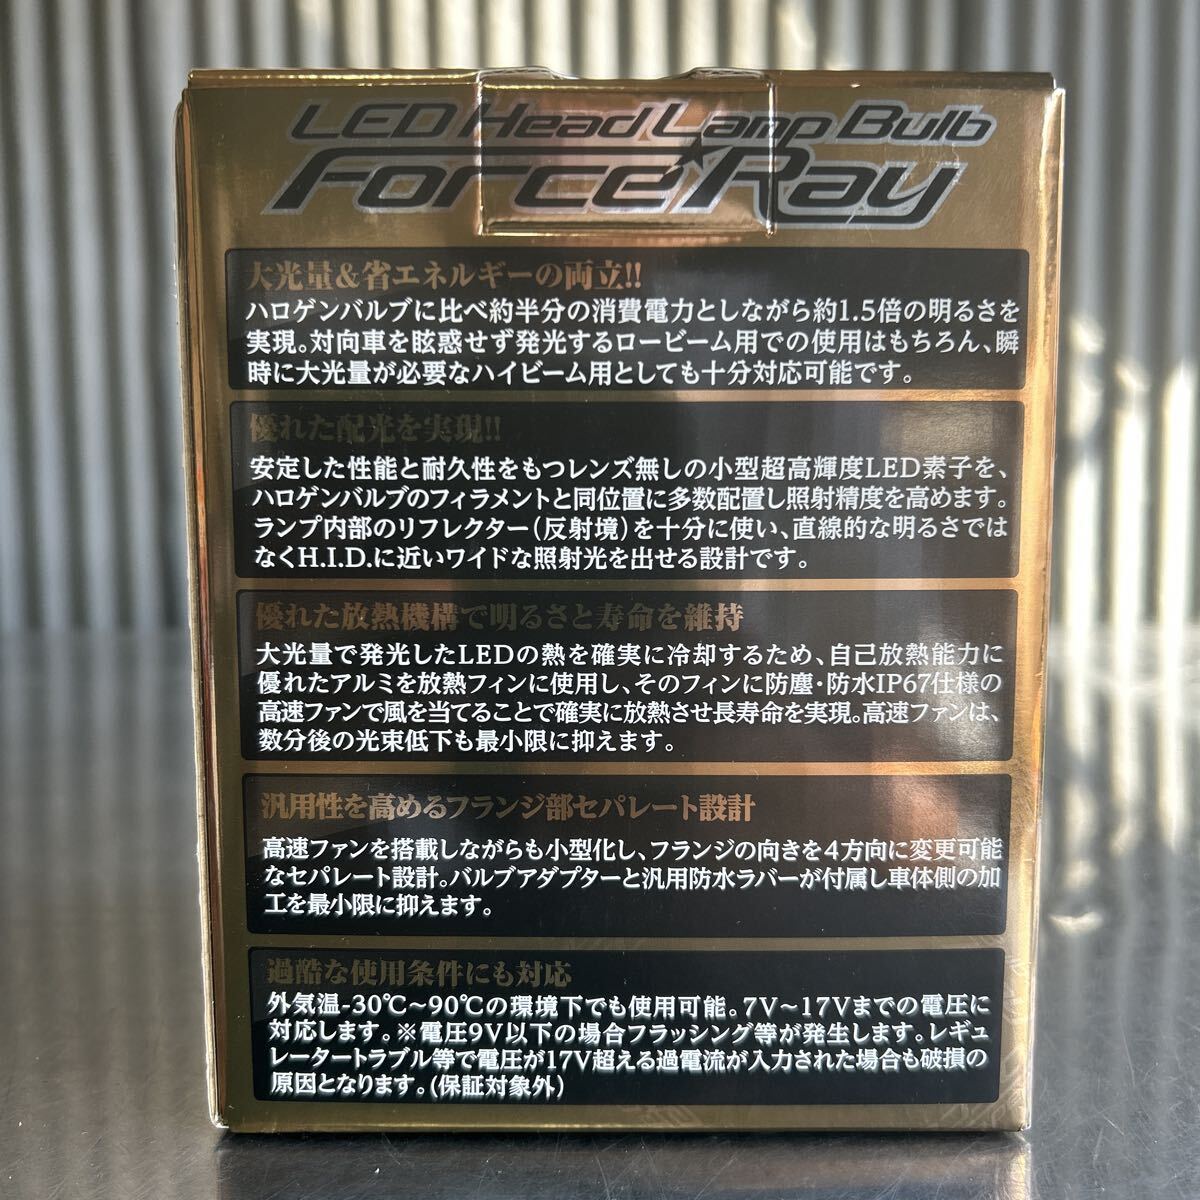 LED Head Lamp Bulb
Force Ray
大光量&省エネルギーの両立!!
ハロゲンバルブに比べ約半分の消費電力としながら約1.5倍の明るさを
実現。対向車を眩惑せず発光するロービーム用での使用はもちろん、瞬
時に大光量が必要なハイビーム用としても十分対応可能です。
優れた配光を実現!!
安定した性能と耐久性をもつレンズ無しの小型超高輝度LED素子を、
ハロゲンバルブのフィラメントと同位置に多数配置し照射精度を高めます。
ランプ内部のリフレクター(反射境)を十分に使い、直線的な明るさでは
なくH.I.D.に近いワイドな照射光を出せる設計です。
優れた放熱機構で明るさと寿命を維持
大光量で発光したLEDの熱を確実に冷却するため、自己放熱能力に
優れたアルミを放熱フィンに使用し、そのフィンに防塵・防水IP67仕様の
高速ファンで風を当てることで確実に放熱させ長寿命を実現。高速ファンは、
数分後の光束低下も最小限に抑えます。
汎用性を高めるフランジ部セパレート設計
高速ファンを搭載しながらも小型化し、フランジの向きを4方向に変更可能
なセパレート設計。バルブアダプターと汎用防水ラバーが付属し車体側の加
工を最小限に抑えます。
過酷な使用条件にも対応
外気温-30℃~90℃の環境下でも使用可能。7V~17Vまでの電圧に
対応します。※電圧9V以下の場合フラッシング等が発生します。レギュ
レータートラブル等で電圧が17V超える過電流が入力された場合も破損の
原因となります。(保証対象外)